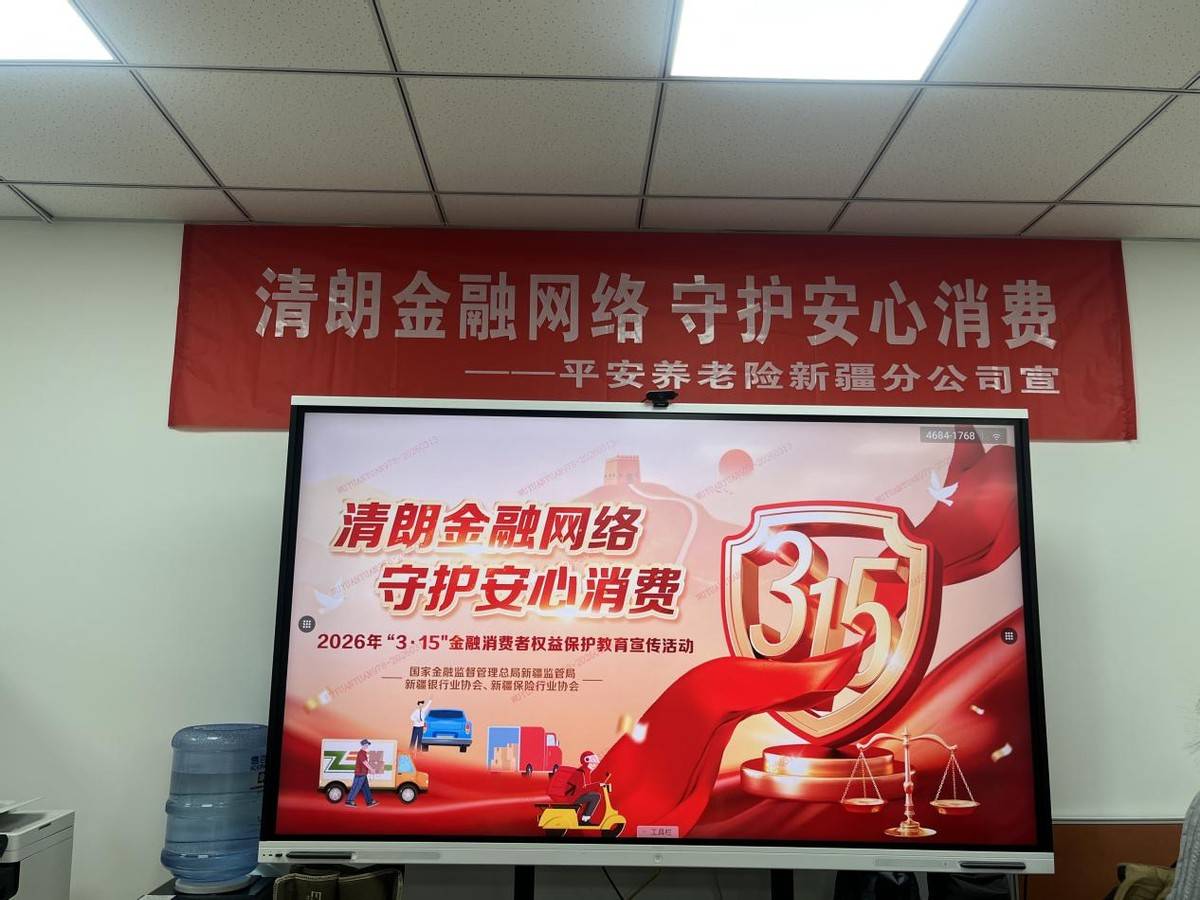 清朗金融网络 守护安心消费
——平安养老险新疆分公司宣
4684-1768
清朗金融网络
守护安心消费
2026年“3·15”金融消费者权益保护教育宣传活动
国家金融监督管理总局新疆监管局
新疆银行业协会、新疆保险行业协会
315
工具栏